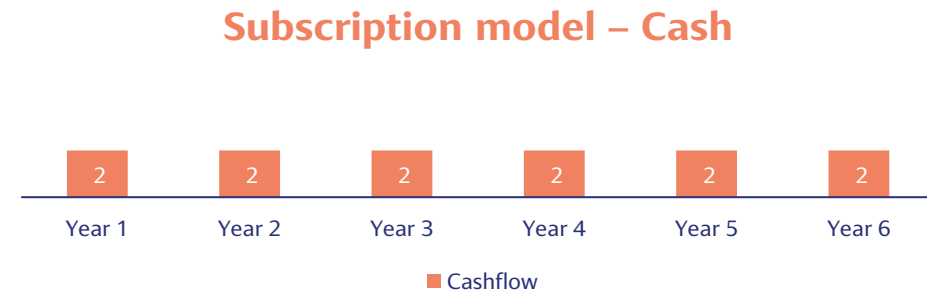 Subscription model – Cash
2 2 2 2 2 2
Year 1 Year 2 Year 3 Year 4 Year 5 Year 6
Cashflow